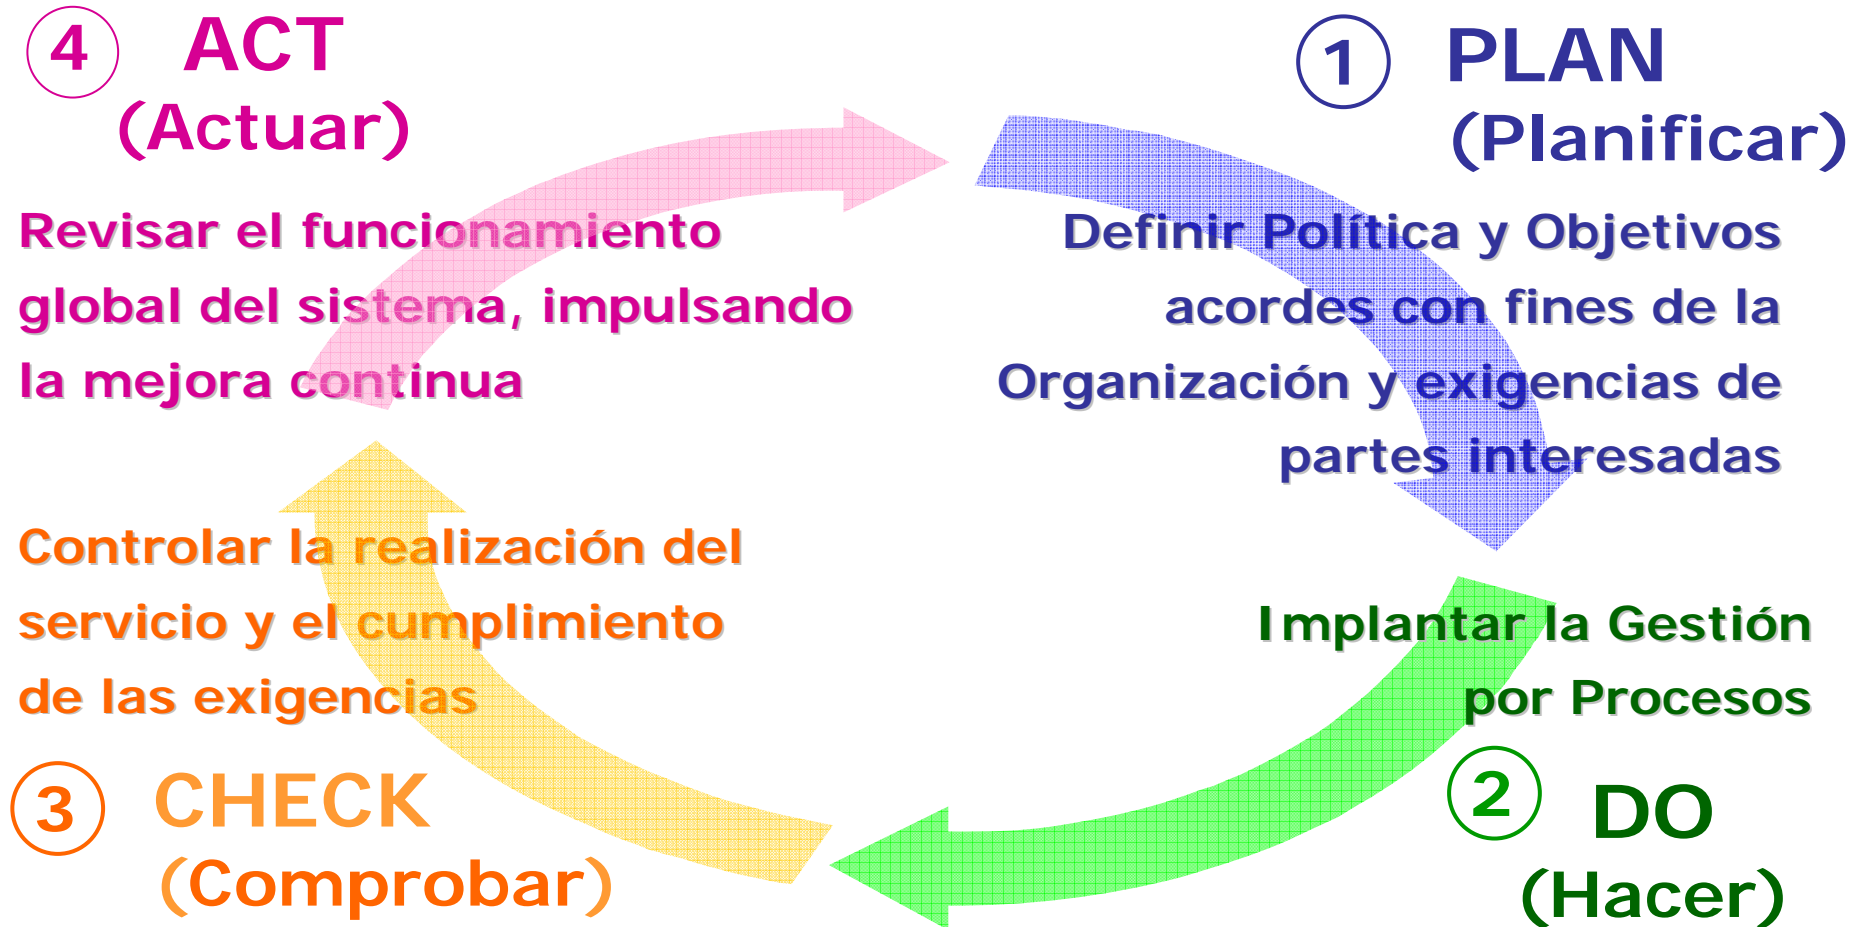 4 ACT
(Actuar)
Revisar el funcionamiento
global del sistema, impulsando
la mejora continua
1 PLAN
(Planificar)
Definir Política y Objetivos
acordes con fines de la
Organización y exigencias de
partes interesadas
Implantar la Gestión
por Procesos
2 DO
(Hacer)
Controlar la realización del
servicio y el cumplimiento
de las exigencias
3 CHECK
(Comprobar)